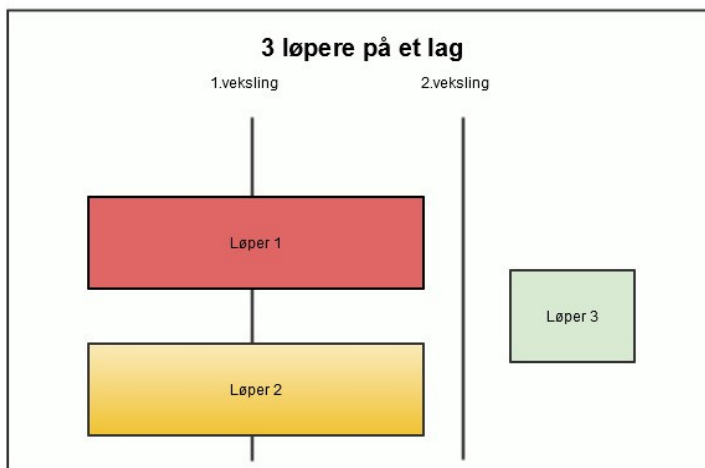 3 løpere på et lag
1.veksling
2.veksling
Løper 1
Løper 3
Løper 2